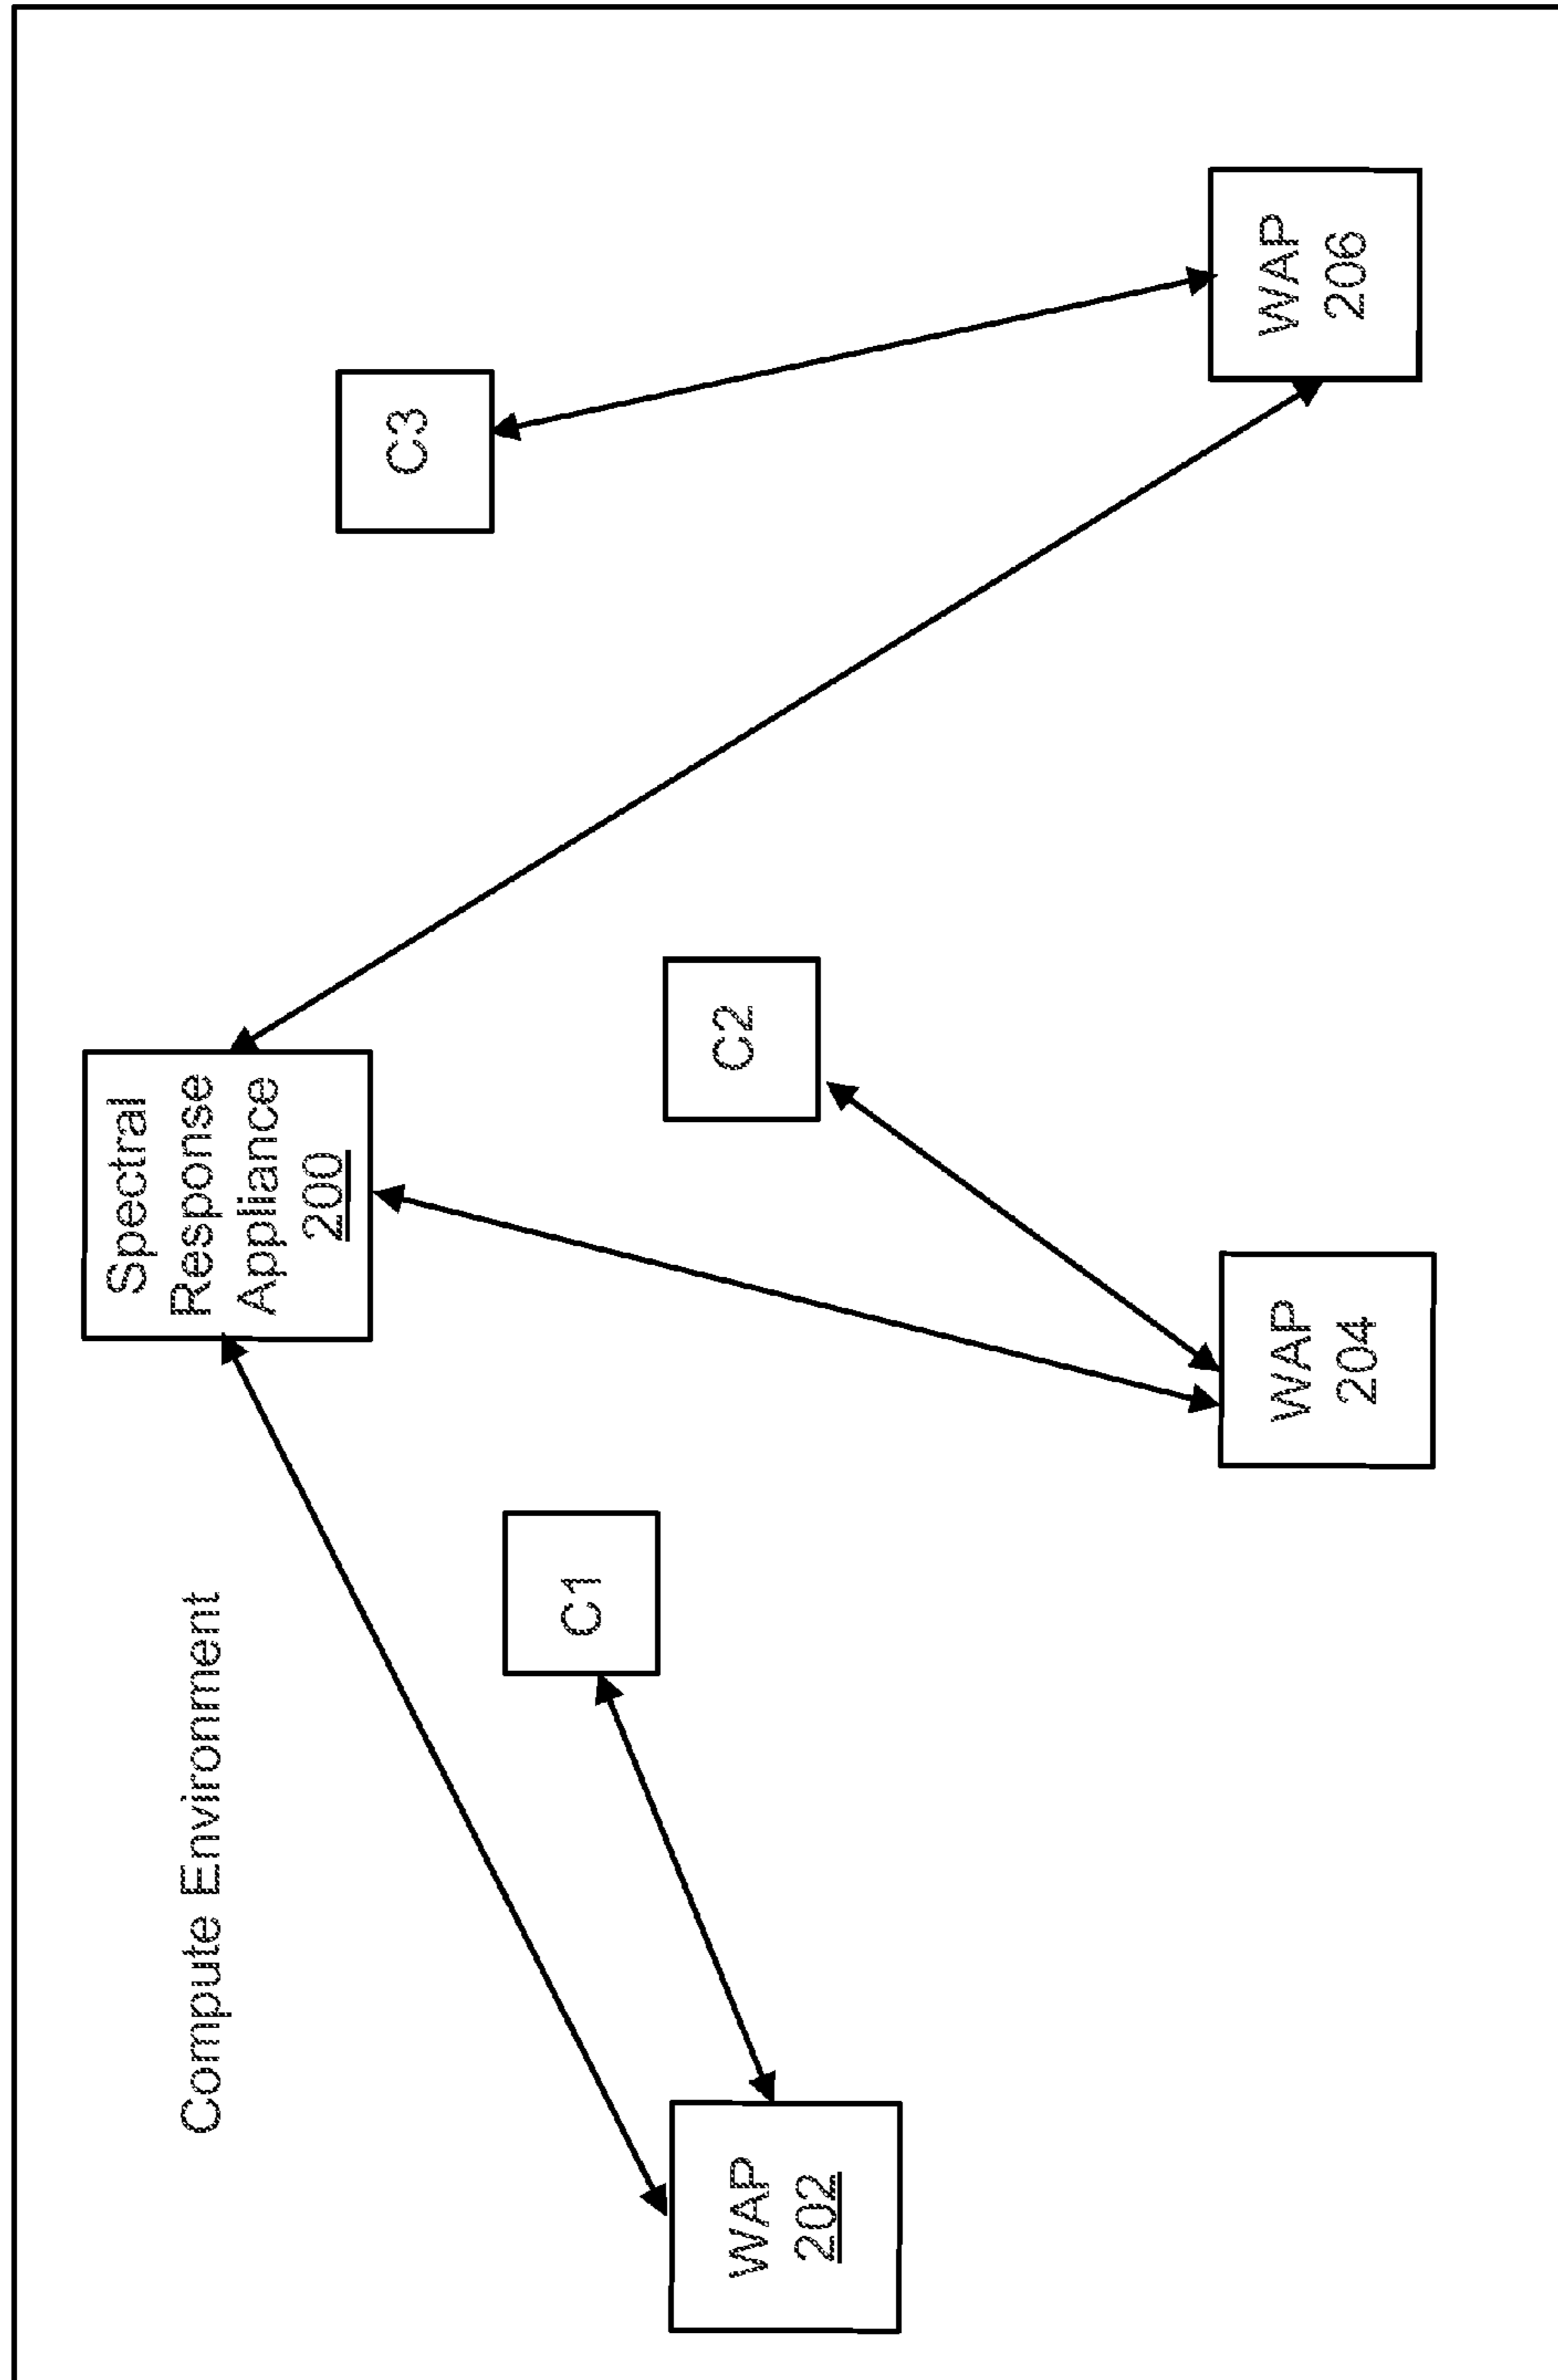 Compute Environment
Spectral
Response
Appliance
200
C3
C1
C2
WAP
202
WAP
204
WAP
206